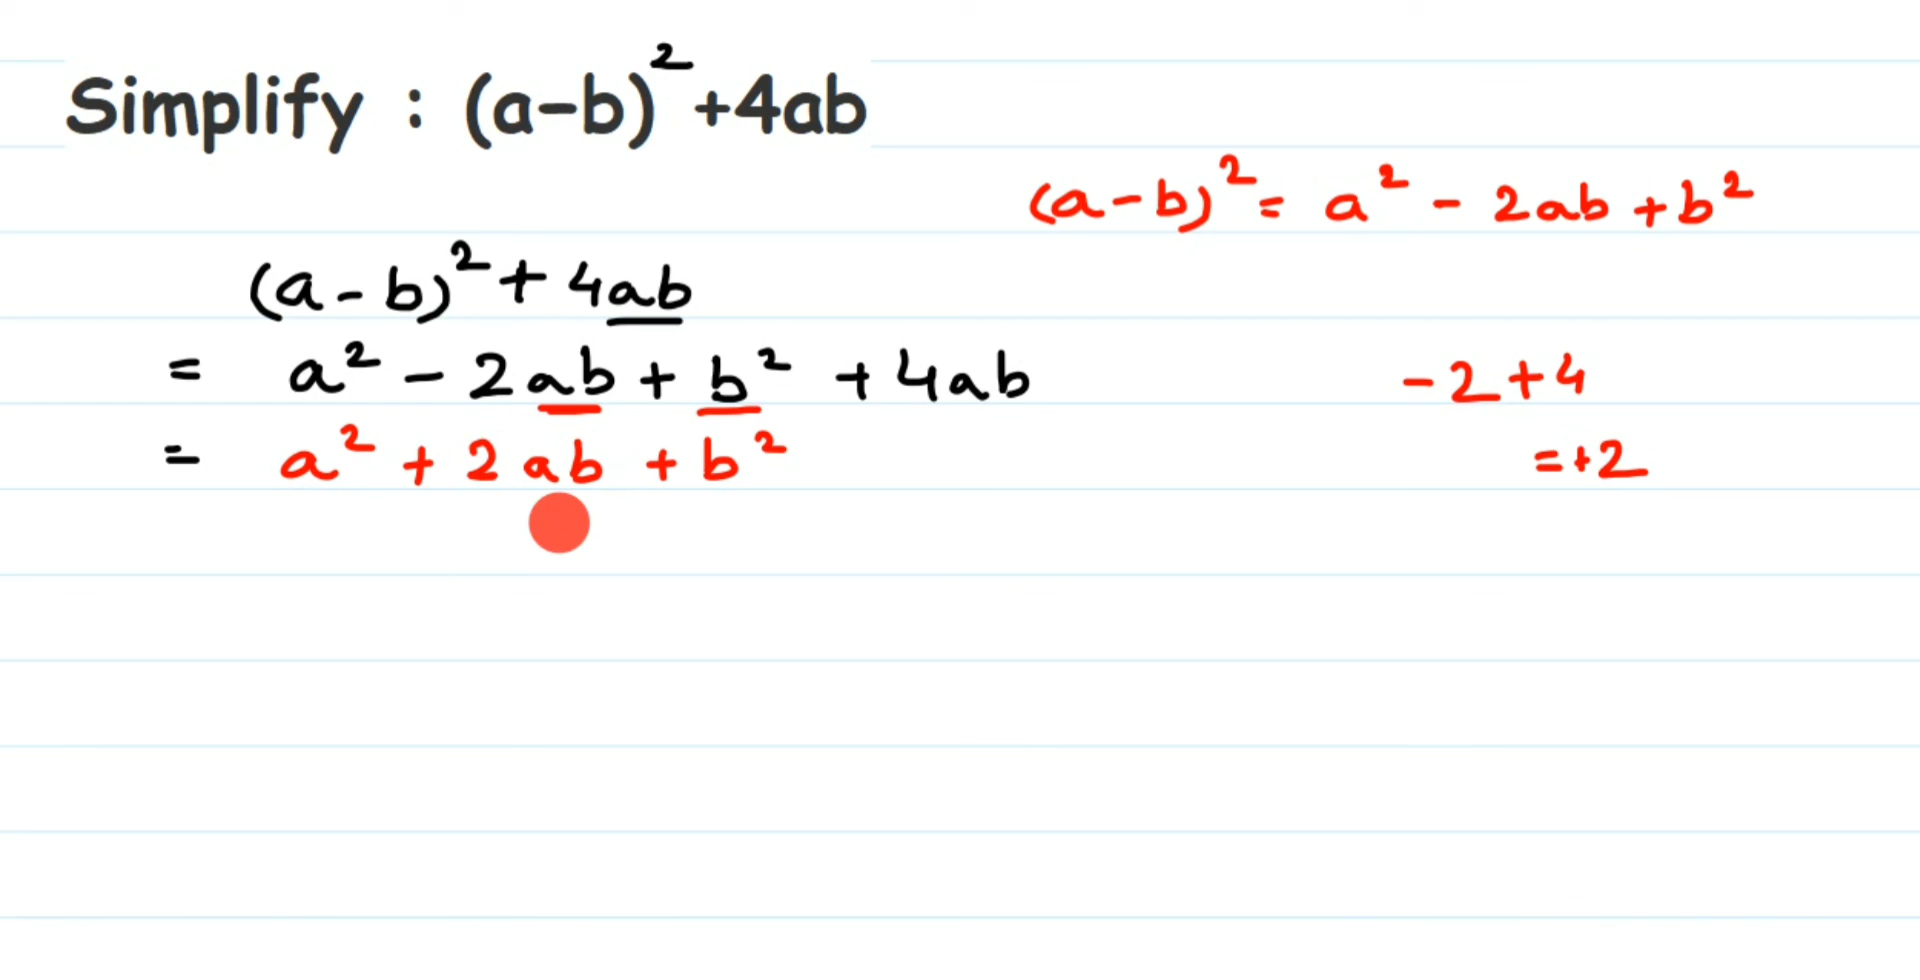 Simplify : (a-b)²+4ab
(a-b)² = a² - 2ab + b²
(a-b)² + 4ab
= a² - 2ab + b² + 4ab
-2+4
= a² + 2ab + b²
=+2